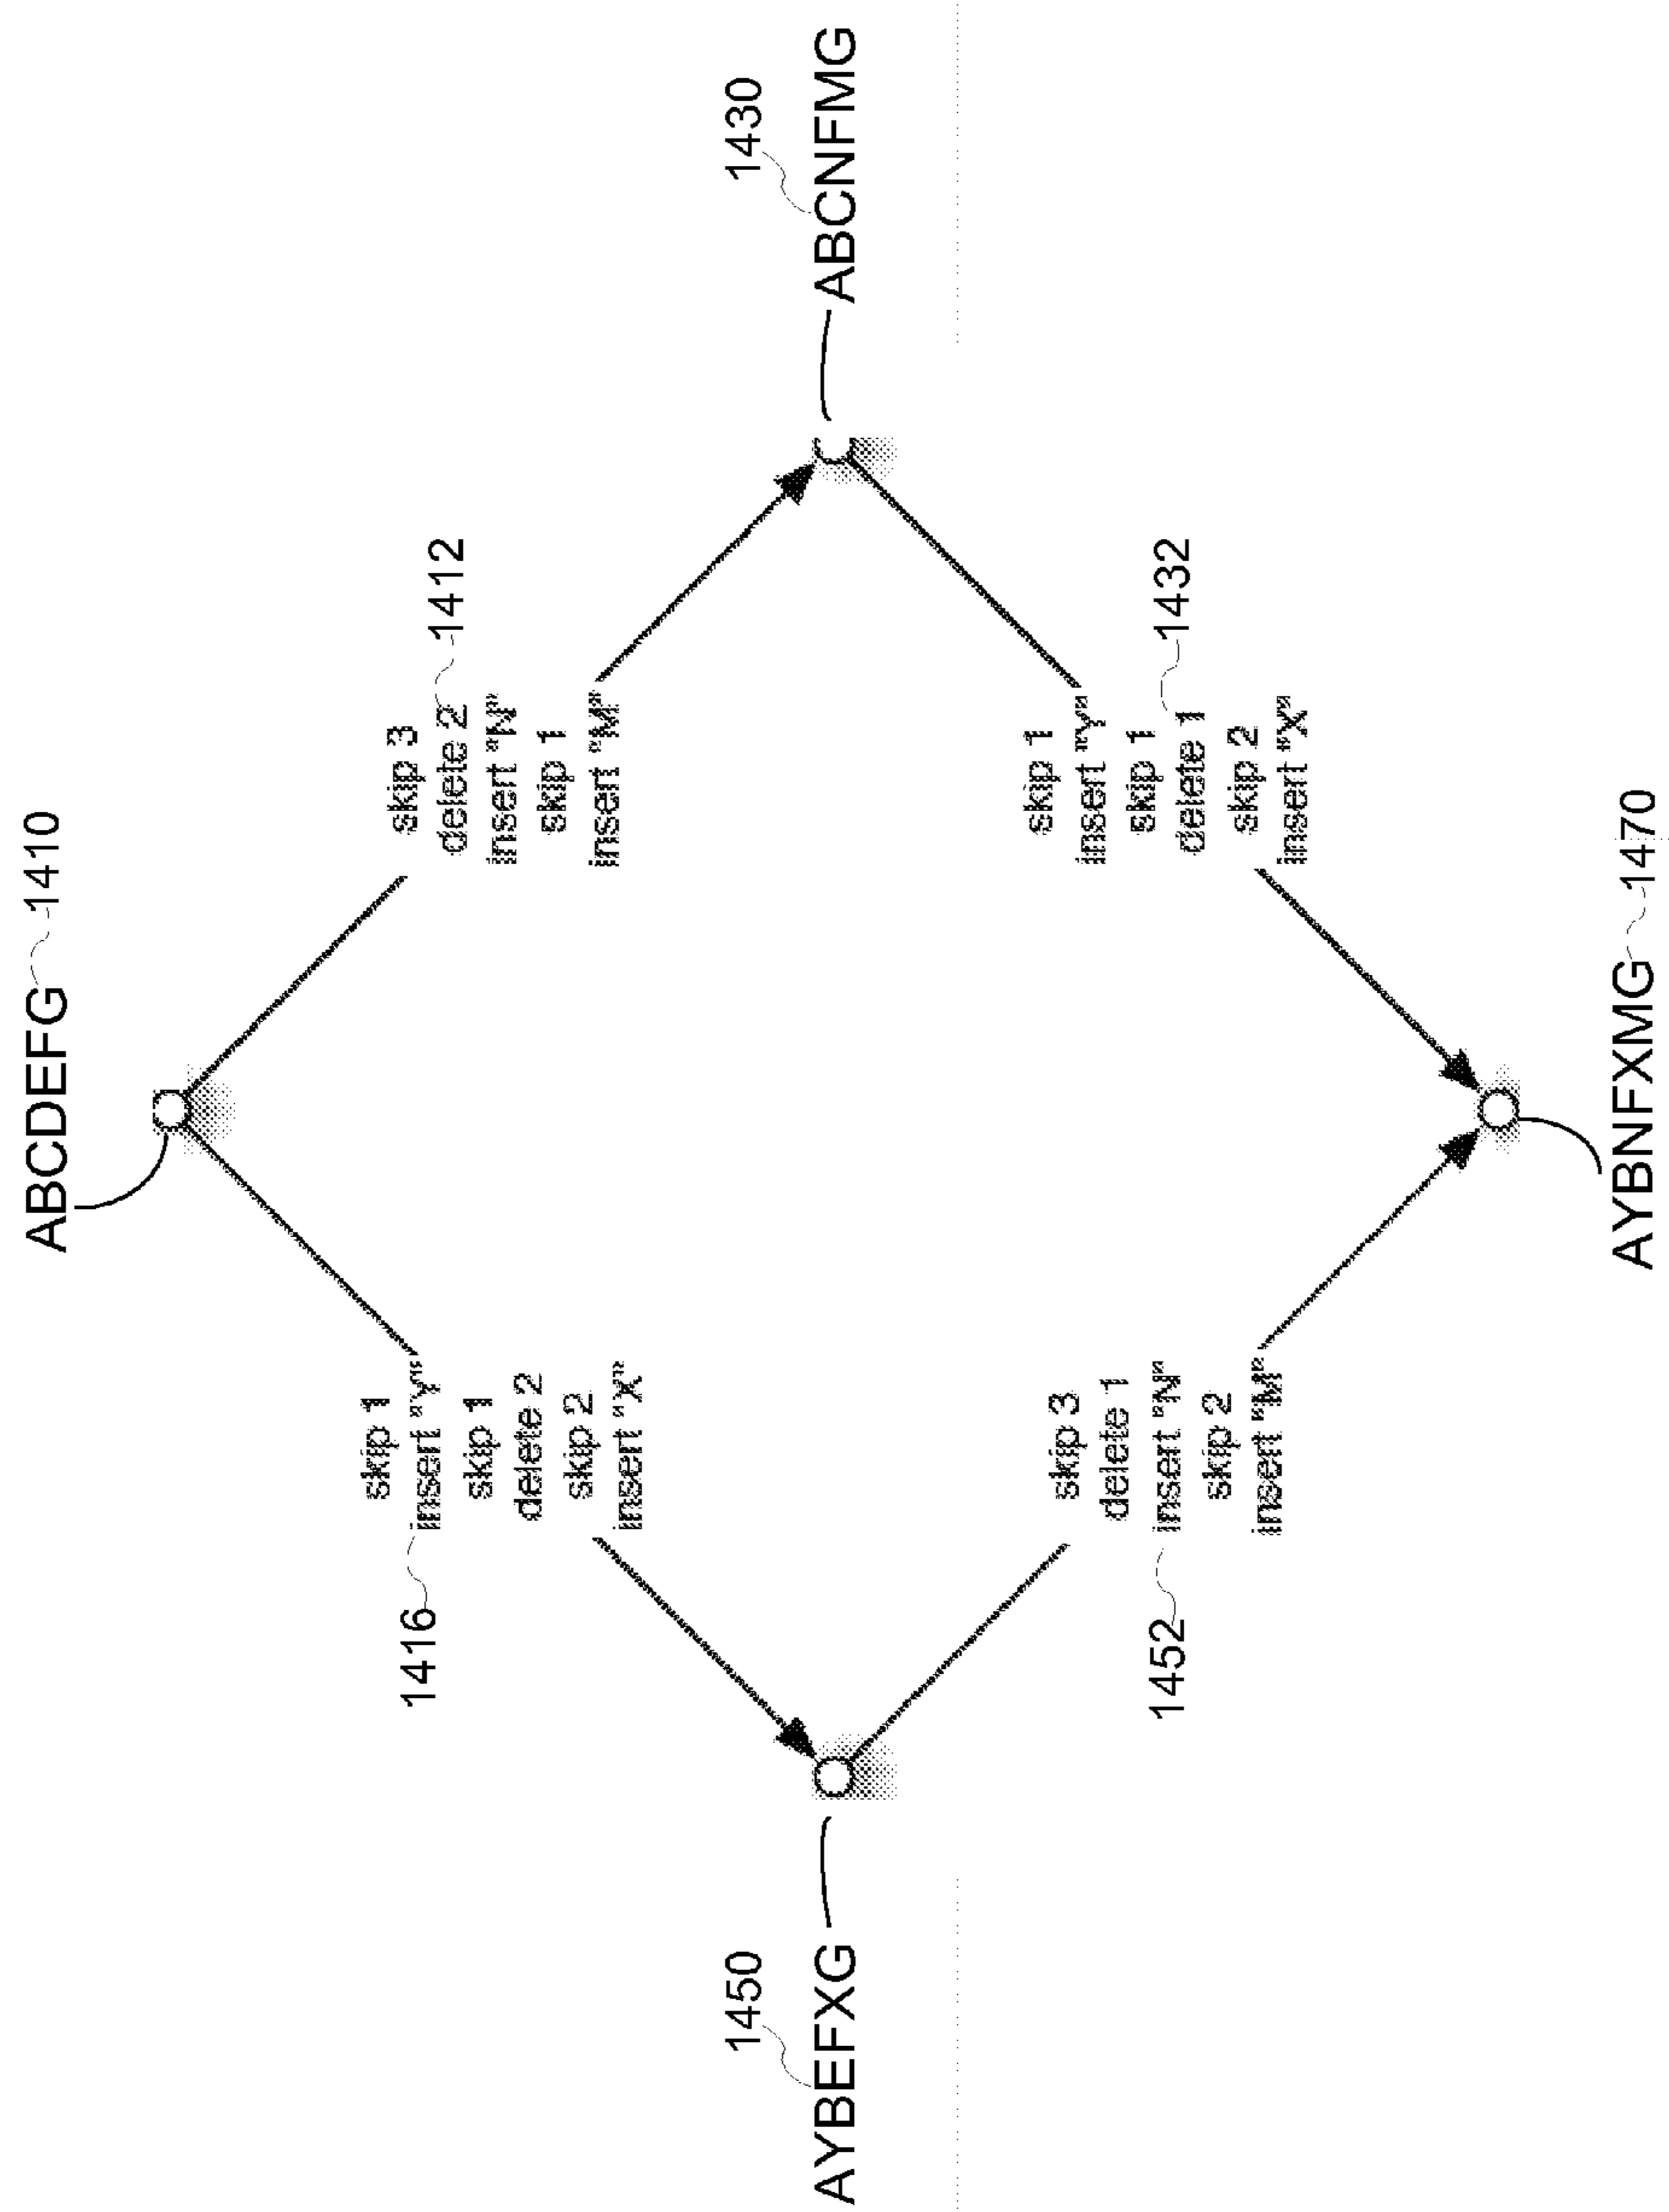 ABCDEFG 1410
skip 1
1416 insert "Y"
skip 1
delete 2
skip 2
insert "X"
skip 3
delete 2 1412
insert "N"
skip 1
insert "M"
1450
AYBEFXG
1430
ABCNFMG
skip 3
delete 1
1452 insert "N"
skip 2
insert "M"
skip 1
insert "Y"
skip 1
delete 1 1432
skip 2
insert "X"
AYBNFXMG 1470